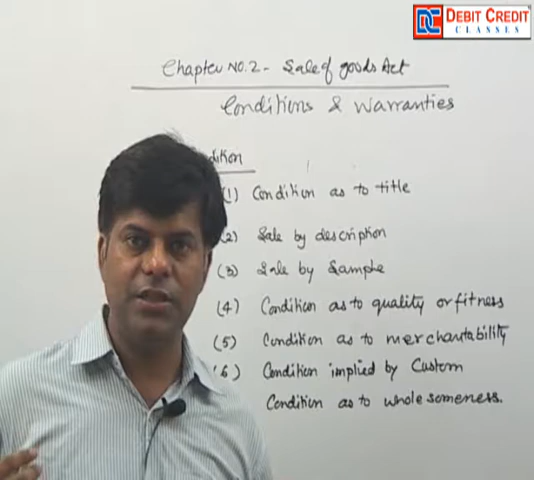 DEBIT CREDIT
CLASSES
Chapter No. 2 - Sale of goods Act
Conditions & Warranties
dition
(1) Condition as to title
(2) Sale by description
(3) Sale by Sample
(4) Condition as to quality or fitness
(5) Condition as to merchantability
(6) Condition implied by Custom
Condition as to wholesomeness.